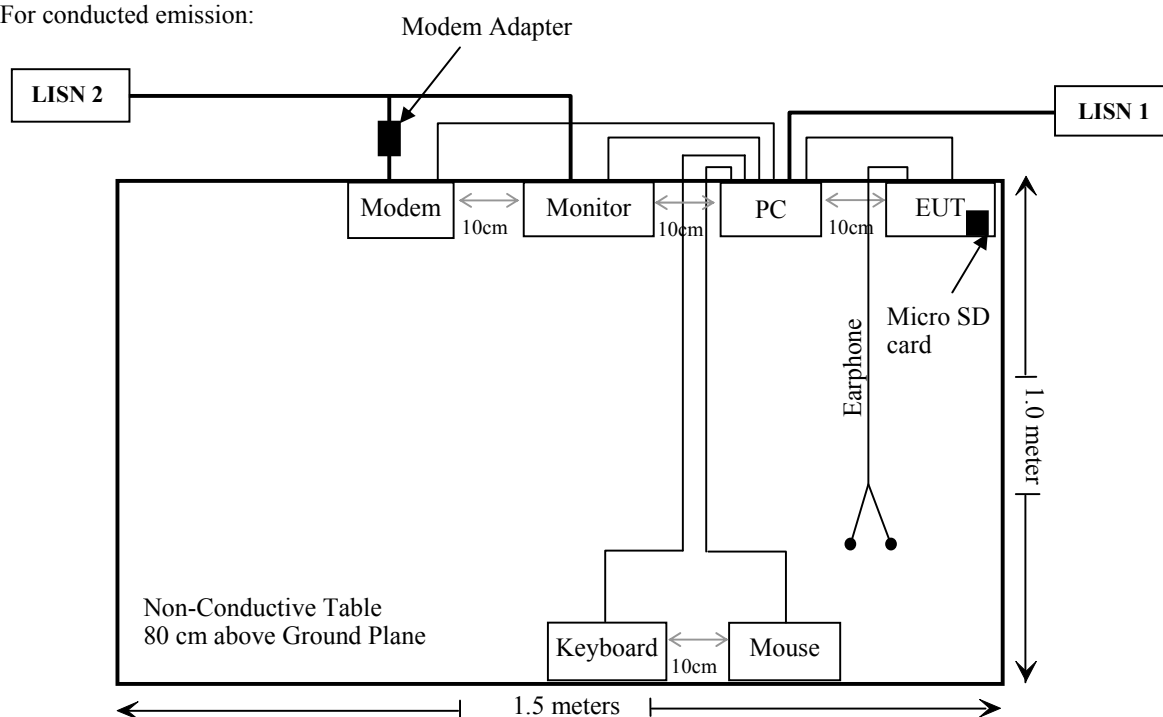 For conducted emission:
Modem Adapter
LISN 2
LISN 1
Modem
Monitor
PC
EUT
10cm
10cm
10cm
Micro SD
card
Earphone
1.0 meter
Non-Conductive Table
80 cm above Ground Plane
Keyboard
Mouse
10cm
1.5 meters